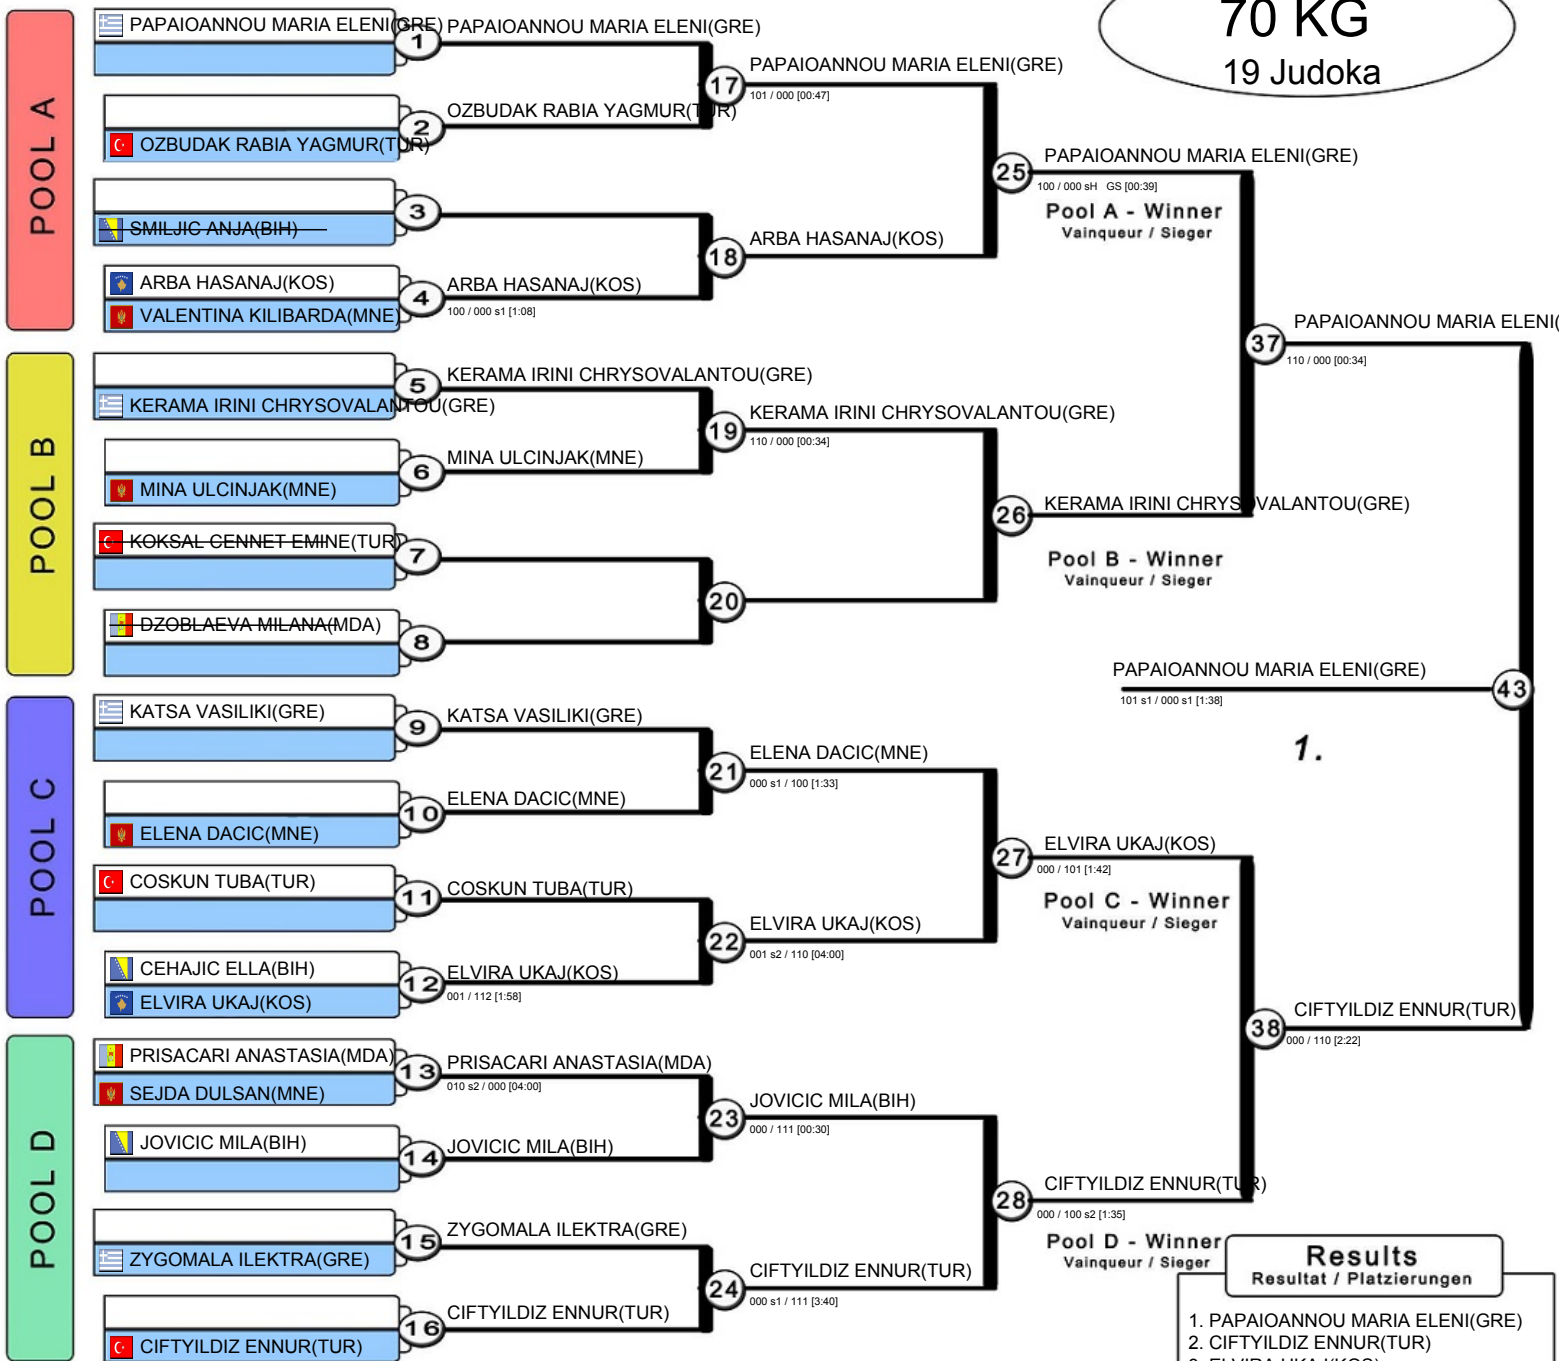 70 KG
19 Judoka
POOL A
PAPAIOANNOU MARIA ELENI(GRE)
1
PAPAIOANNOU MARIA ELENI(GRE)
OZBUDAK RABIA YAGMUR(TUR)
2
OZBUDAK RABIA YAGMUR(TUR)
17
PAPAIOANNOU MARIA ELENI(GRE)
101 / 000 [00:47]
SMILJIC ANJA(BIH)
3
ARBA HASANAJ(KOS)
VALENTINA KILIBARDA(MNE)
4
ARBA HASANAJ(KOS)
100 / 000 s1 [1:08]
18
ARBA HASANAJ(KOS)
25
PAPAIOANNOU MARIA ELENI(GRE)
100 / 000 sH GS [00:39]
Pool A - Winner
Vainqueur / Sieger
POOL B
KERAMA IRINI CHRYSOVALANTOU(GRE)
5
KERAMA IRINI CHRYSOVALANTOU(GRE)
MINA ULCINJAK(MNE)
6
MINA ULCINJAK(MNE)
19
KERAMA IRINI CHRYSOVALANTOU(GRE)
110 / 000 [00:34]
KOKSAL CENNET EMINE(TUR)
7
DZOBLAEVA MILANA(MDA)
8
20
26
KERAMA IRINI CHRYSOVALANTOU(GRE)
Pool B - Winner
Vainqueur / Sieger
37
PAPAIOANNOU MARIA ELENI(
110 / 000 [00:34]
PAPAIOANNOU MARIA ELENI(GRE)
43
101 s1 / 000 s1 [1:38]
1.
POOL C
KATSA VASILIKI(GRE)
9
KATSA VASILIKI(GRE)
ELENA DACIC(MNE)
10
ELENA DACIC(MNE)
21
ELENA DACIC(MNE)
000 s1 / 100 [1:33]
COSKUN TUBA(TUR)
11
COSKUN TUBA(TUR)
CEHAJIC ELLA(BIH)
ELVIRA UKAJ(KOS)
12
ELVIRA UKAJ(KOS)
001 / 112 [1:58]
22
ELVIRA UKAJ(KOS)
001 s2 / 110 [04:00]
27
ELVIRA UKAJ(KOS)
000 / 101 [1:42]
Pool C - Winner
Vainqueur / Sieger
POOL D
PRISACARI ANASTASIA(MDA)
SEJDA DULSAN(MNE)
13
PRISACARI ANASTASIA(MDA)
010 s2 / 000 [04:00]
JOVICIC MILA(BIH)
14
JOVICIC MILA(BIH)
23
JOVICIC MILA(BIH)
000 / 111 [00:30]
ZYGOMALA ILEKTRA(GRE)
15
ZYGOMALA ILEKTRA(GRE)
CIFTYILDIZ ENNUR(TUR)
16
CIFTYILDIZ ENNUR(TUR)
24
CIFTYILDIZ ENNUR(TUR)
000 s1 / 111 [3:40]
28
CIFTYILDIZ ENNUR(TUR)
000 / 100 s2 [1:35]
Pool D - Winner
Vainqueur / Sieger
38
CIFTYILDIZ ENNUR(TUR)
000 / 110 [2:22]
Results
Resultat / Platzierungen
1. PAPAIOANNOU MARIA ELENI(GRE)
2. CIFTYILDIZ ENNUR(TUR)
3. ELVIRA UKAJ(KOS)